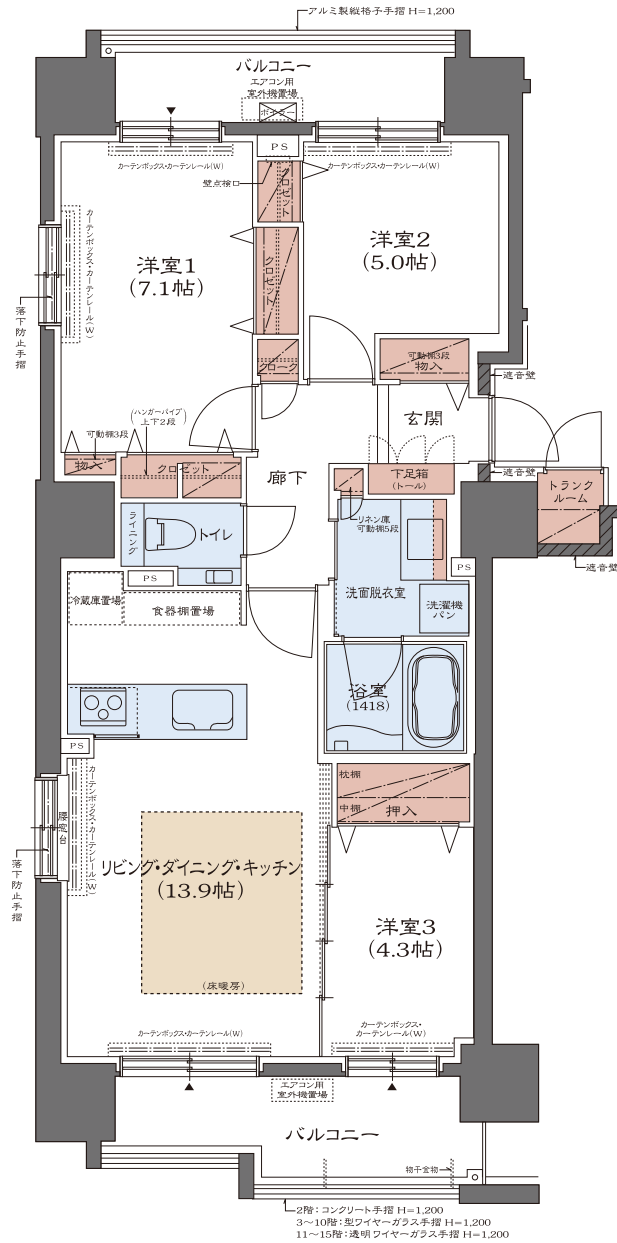 アルミ製縦格子手摺 H=1,200
バルコニー
エアコン用
室外機置場
ボイラー
PS
カーテンボックス・カーテンレール(W)
カーテンボックス・カーテンレール(W)
壁点検口
クロゼット
カーテンボックス・カーテンレール(W)
洋室1
(7.1帖)
クロゼット
洋室2
(5.0帖)
落下防止手摺
クローク
可動棚3段
物入
遮音壁
(ハンガーパイプ
上下2段)
可動棚3段
物入
クロゼット
玄関
廊下
下足箱
(トール)
遮音壁
トランク
ルーム
遮音壁
ライニング
トイレ
リネン庫
可動棚5段
PS
PS
冷蔵庫置場
食器棚置場
洗面脱衣室
洗濯機
パン
浴室
(1418)
PS
カーテンボックス・カーテンレール(W)
腰窓台
枕棚
中棚
押入
落下防止手摺
リビング・ダイニング・キッチン
(13.9帖)
洋室3
(4.3帖)
(床暖房)
カーテンボックス・カーテンレール(W)
カーテンボックス・
カーテンレール(W)
エアコン用
室外機置場
バルコニー
物干金物
2階：コンクリート手摺 H=1,200
3〜10階：型ワイヤーガラス手摺 H=1,200
11〜15階：透明ワイヤーガラス手摺 H=1,200